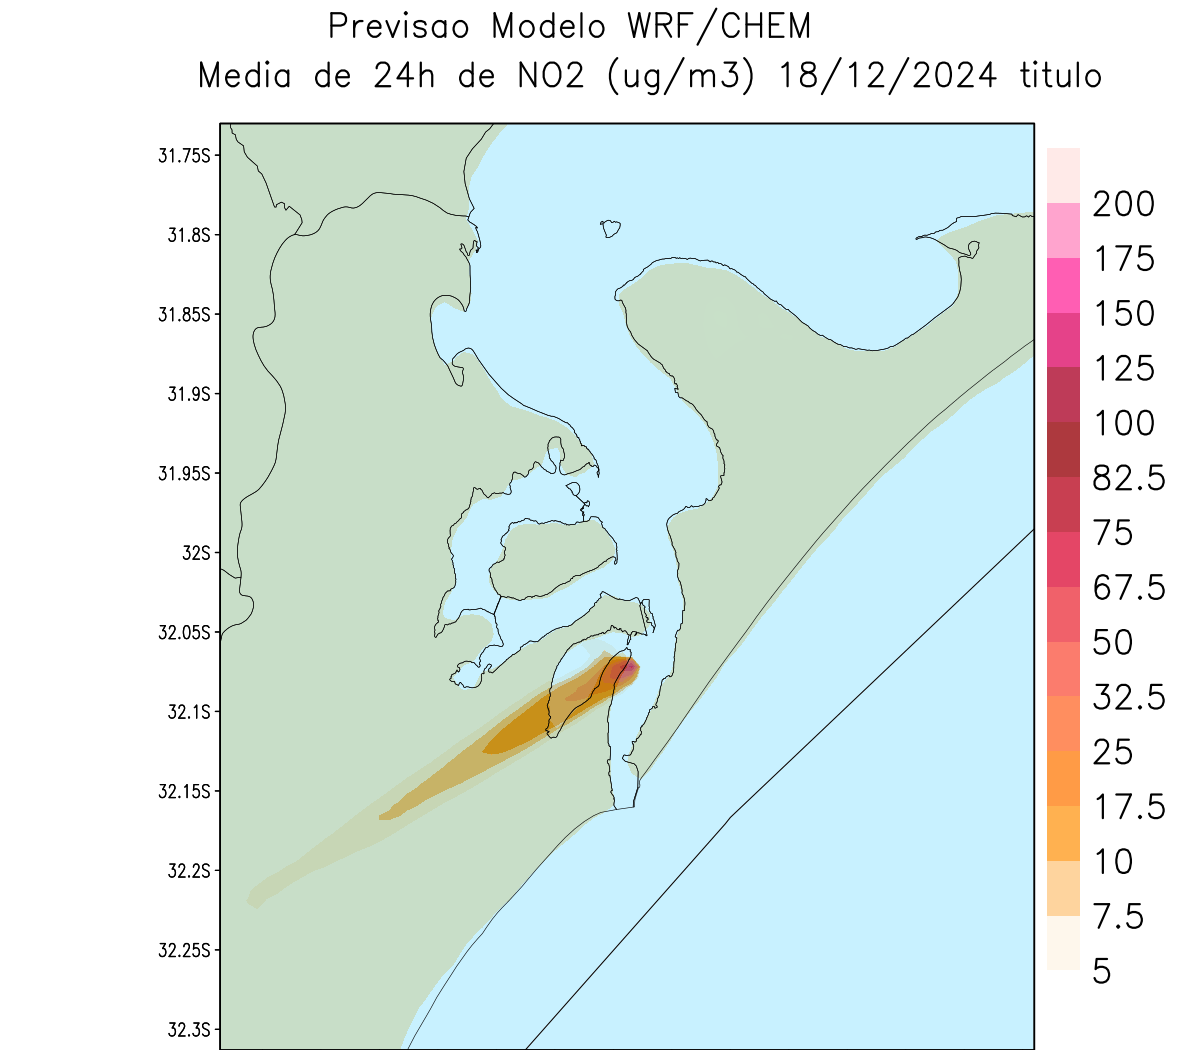 Previsao Modelo WRF/CHEM
Media de 24h de NO2 (ug/m3) 18/12/2024 titulo
31.75S
31.8S
31.85S
31.9S
31.95S
32S
32.05S
32.1S
32.15S
32.2S
32.25S
32.3S
200
175
150
125
100
82.5
75
67.5
50
32.5
25
17.5
10
7.5
5